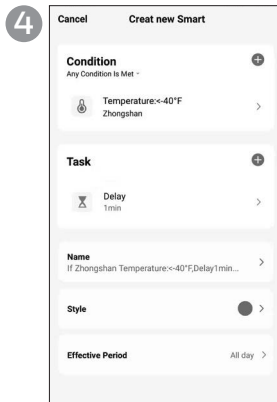 4
Cancel Creat new Smart
Condition
Any Condition Is Met
Temperature:<-40°F
Zhongshan
Task
Delay
1min
Name
If Zhongshan Temperature:<-40°F,Delay1min...
Style
Effective Period All day